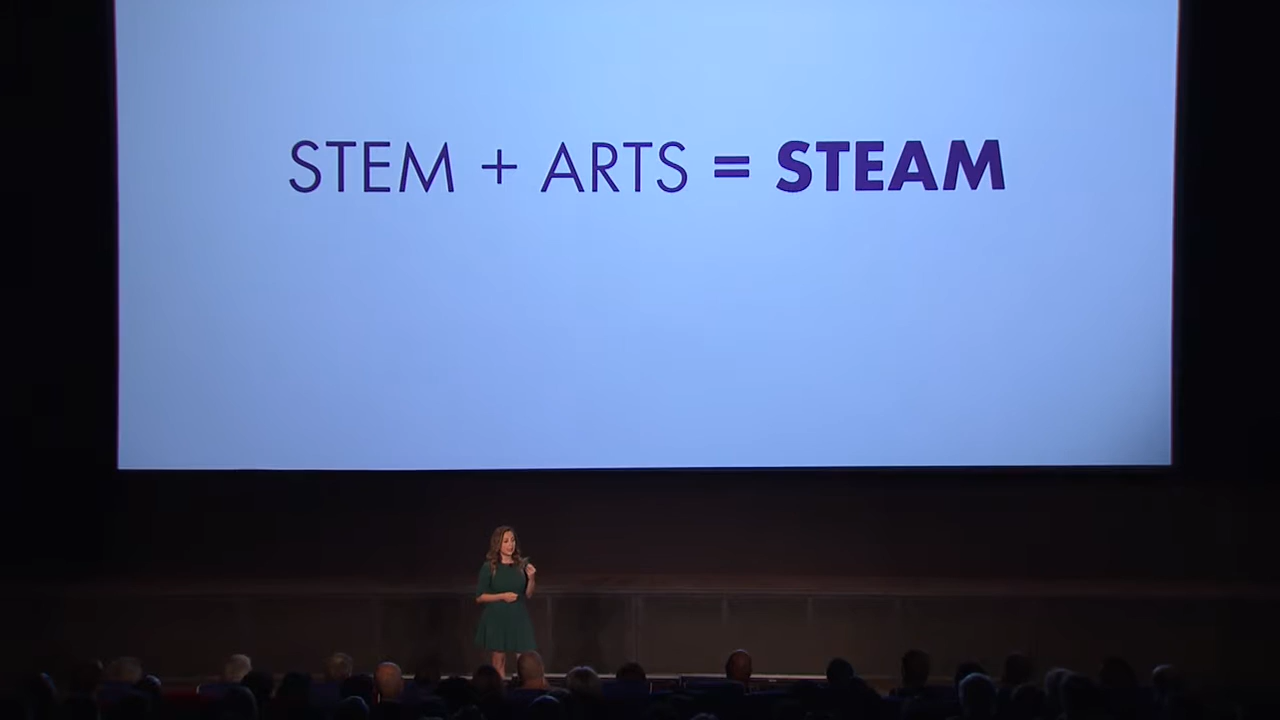 STEM + ARTS = STEAM